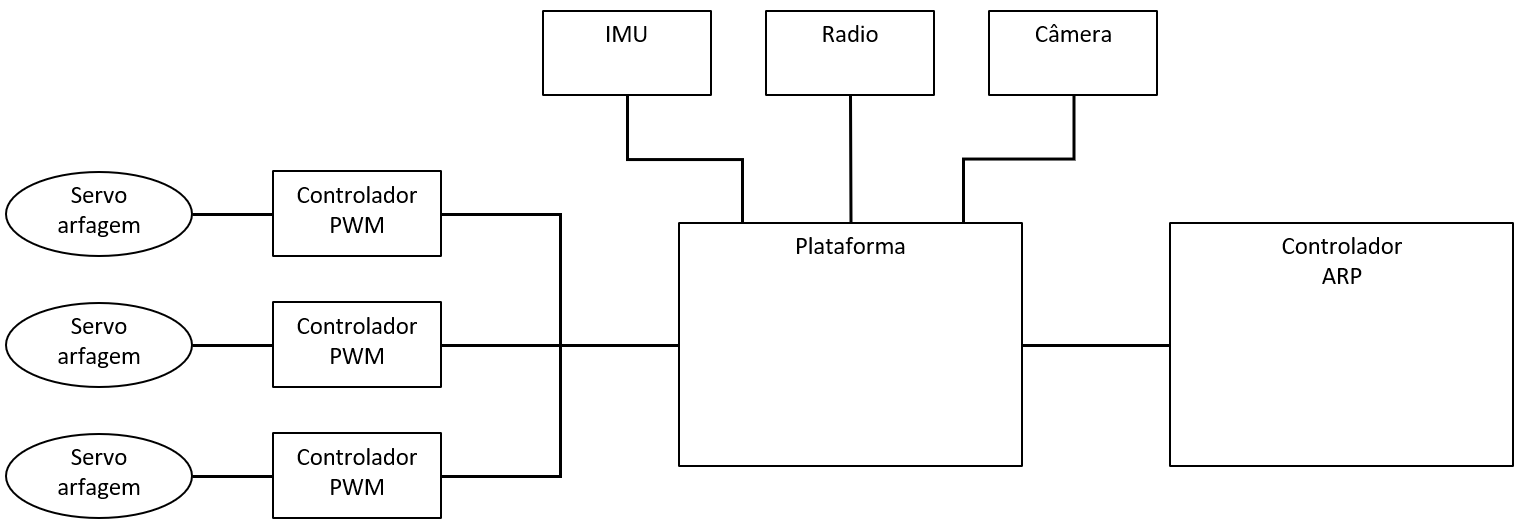 IMU
Radio
Câmera
Servo
arfagem
Controlador
PWM
Plataforma
Controlador
ARP
Servo
arfagem
Controlador
PWM
Servo
arfagem
Controlador
PWM